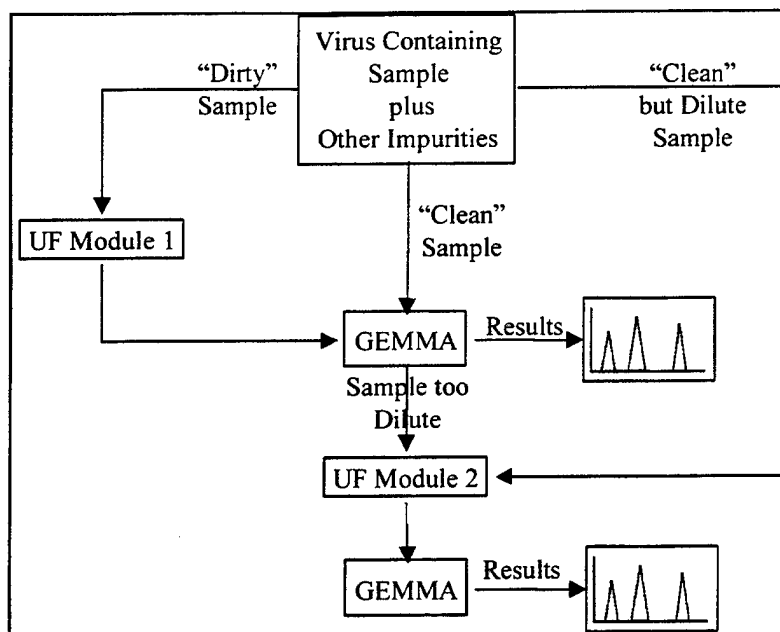 Virus Containing
Sample
plus
Other Impurities
“Dirty”
Sample
“Clean”
but Dilute
Sample
“Clean”
Sample
UF Module 1
GEMMA
Results
Sample too
Dilute
UF Module 2
GEMMA
Results